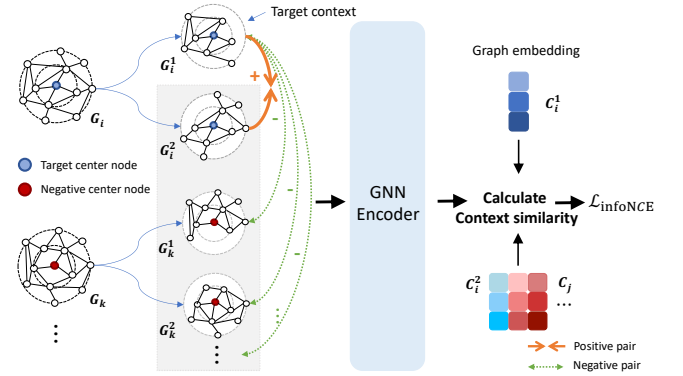 Target context
G_i^1
+
G_i
G_i^2
-
-
-
Target center node
Negative center node
G_k^1
G_k
G_k^2
⋮
⋮
⋮
GNN
Encoder
Graph embedding
C_i^1
Calculate
Context similarity
ℒ_infoNCE
C_i^2
C_j
...
Positive pair
Negative pair